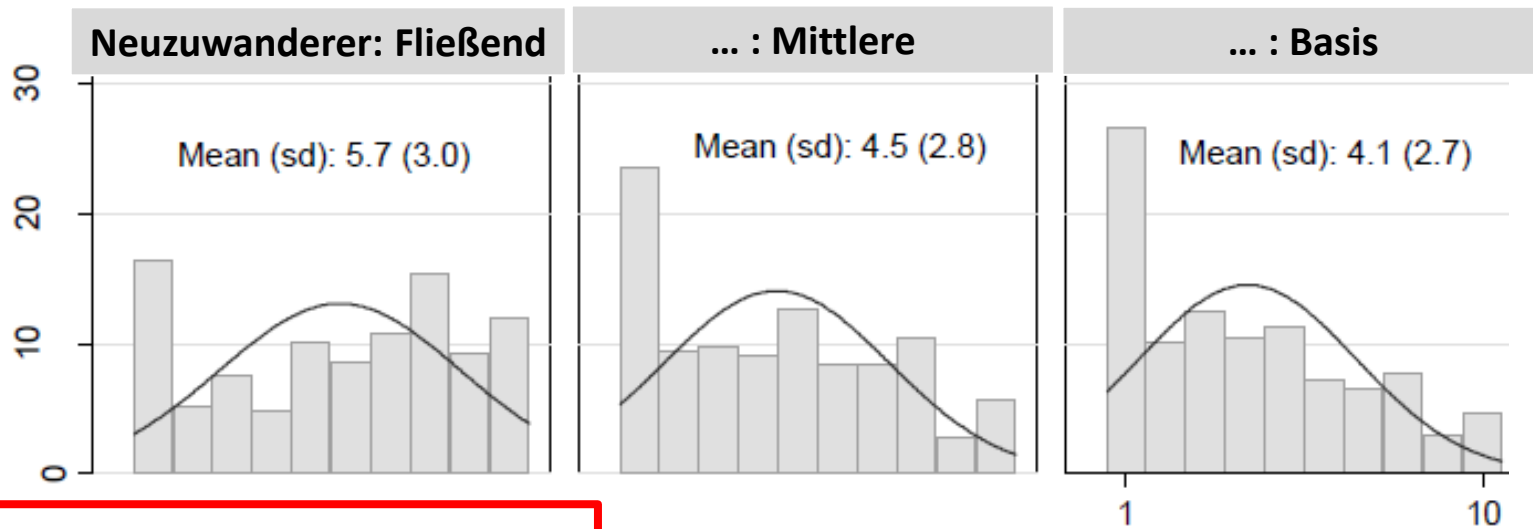 Neuzuwanderer: Fließend
… : Mittlere
… : Basis
30
20
10
0
Mean (sd): 5.7 (3.0)
Mean (sd): 4.5 (2.8)
Mean (sd): 4.1 (2.7)
1
10